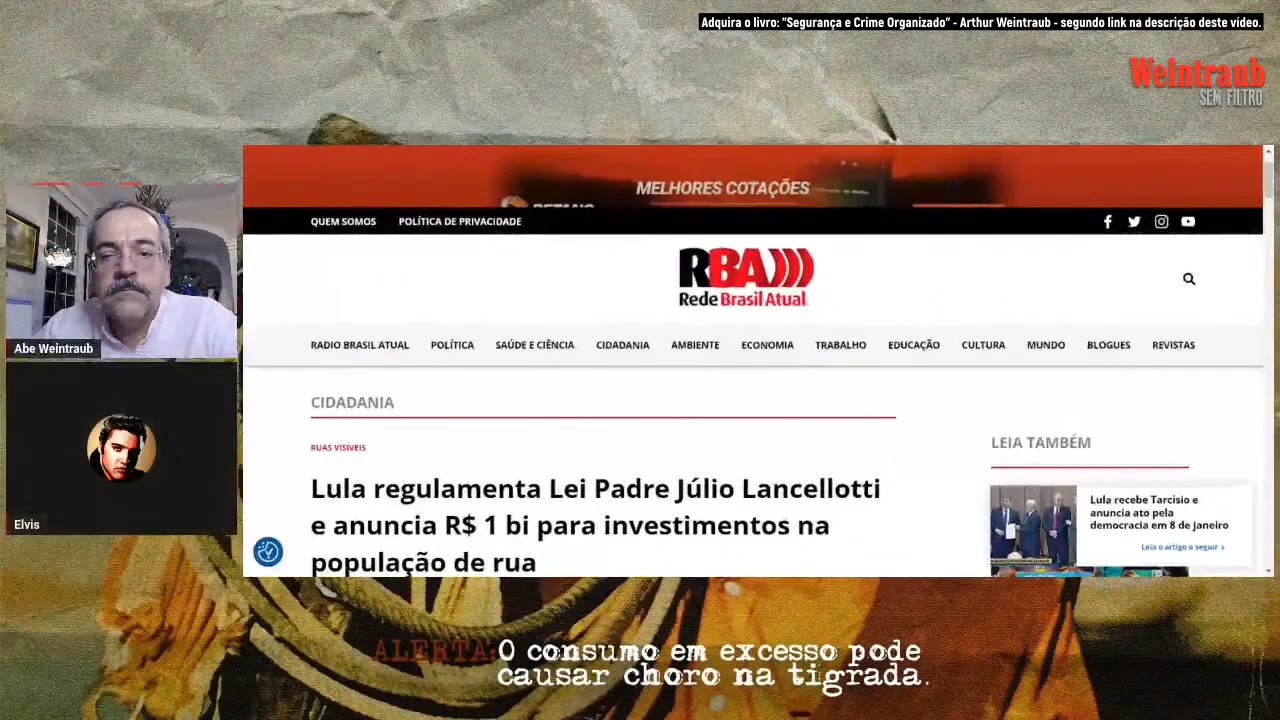 Adquira o livro: "Segurança e Crime Organizado" - Arthur Weintraub - segundo link na descrição deste vídeo.
Weintraub
SEM FILTRO
MELHORES COTAÇÕES
QUEM SOMOS POLÍTICA DE PRIVACIDADE
RBA
Rede Brasil Atual
RADIO BRASIL ATUAL POLÍTICA SAÚDE E CIÊNCIA CIDADANIA AMBIENTE ECONOMIA TRABALHO EDUCAÇÃO CULTURA MUNDO BLOGUES REVISTAS
Abe Weintraub
CIDADANIA
RUAS VISÍVEIS
Lula regulamenta Lei Padre Júlio Lancellotti
e anuncia R$ 1 bi para investimentos na
população de rua
LEIA TAMBÉM
Lula recebe Tarcisio e
anuncia ato pela
democracia em 8 de janeiro
Leia o artigo a seguir >
Elvis
ALERTA: O consumo em excesso pode
causar choro na tigrada.